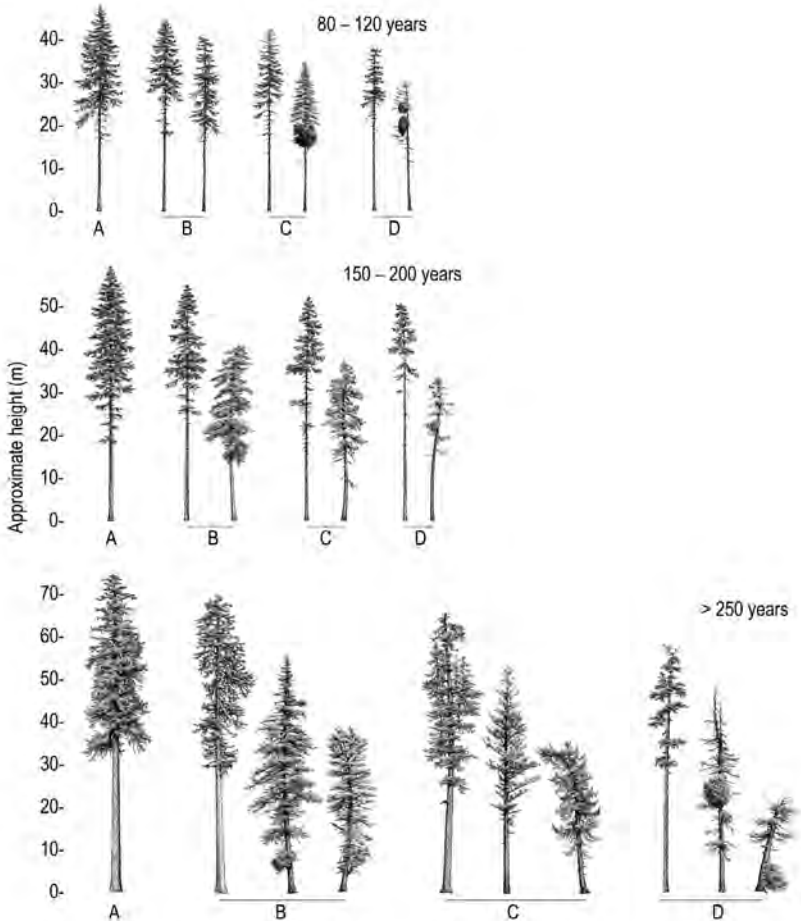 80 – 120 years
40-
30-
20-
10-
0-
A B C D
150 – 200 years
Approximate height (m)
50-
40-
30-
20-
10-
0-
A B C D
> 250 years
70-
60-
50-
40-
30-
20-
10-
0-
A B C D